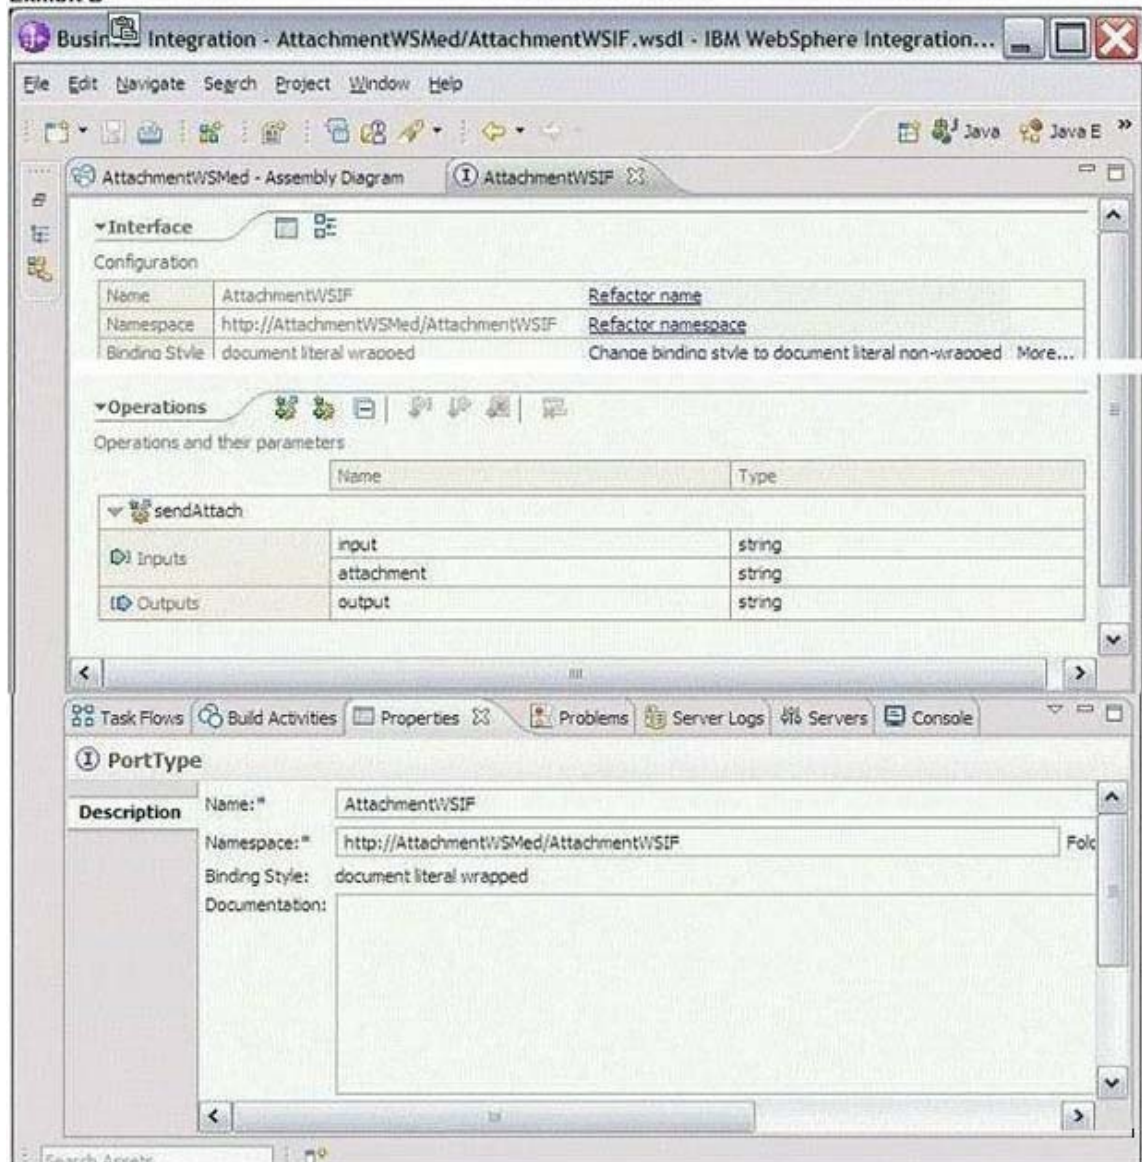 Business Integration - AttachmentWSMed/AttachmentWSIF.wsdl - IBM WebSphere Integration...
File Edit Navigate Search Project Window Help
Java Java E »
AttachmentWSMed - Assembly Diagram AttachmentWSIF
Interface
Configuration
Name AttachmentWSIF Refactor name
Namespace http://AttachmentWSMed/AttachmentWSIF Refactor namespace
Binding Style document literal wrapped Change binding style to document literal non-wrapped More...
Operations
Operations and their parameters
Name Type
sendAttach
Inputs input string
attachment string
Outputs output string
Task Flows Build Activities Properties Problems Server Logs Servers Console
PortType
Description
Name:* AttachmentWSIF
Namespace:* http://AttachmentWSMed/AttachmentWSIF Folc
Binding Style: document literal wrapped
Documentation:
Search Assets